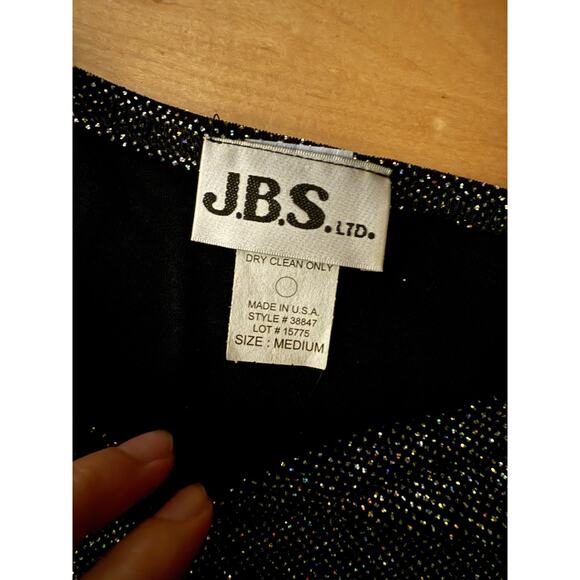 J.B.S. LTD.
DRY CLEAN ONLY
MADE IN U.S.A.
STYLE # 38847
LOT # 15775
SIZE : MEDIUM